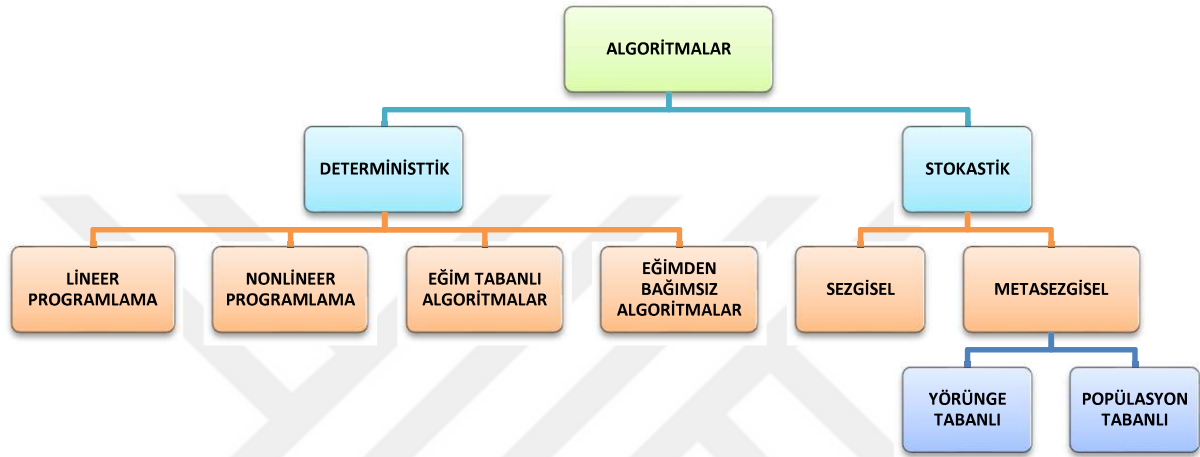 ALGORİTMALAR
DETERMİNİSTTİK
STOKASTİK
LİNEER
PROGRAMLAMA
NONLİNEER
PROGRAMLAMA
EĞİM TABANLI
ALGORİTMALAR
EĞİMDEN
BAĞIMSIZ
ALGORİTMALAR
SEZGİSEL
METASEZGİSEL
YÖRÜNGE
TABANLI
POPÜLASYON
TABANLI